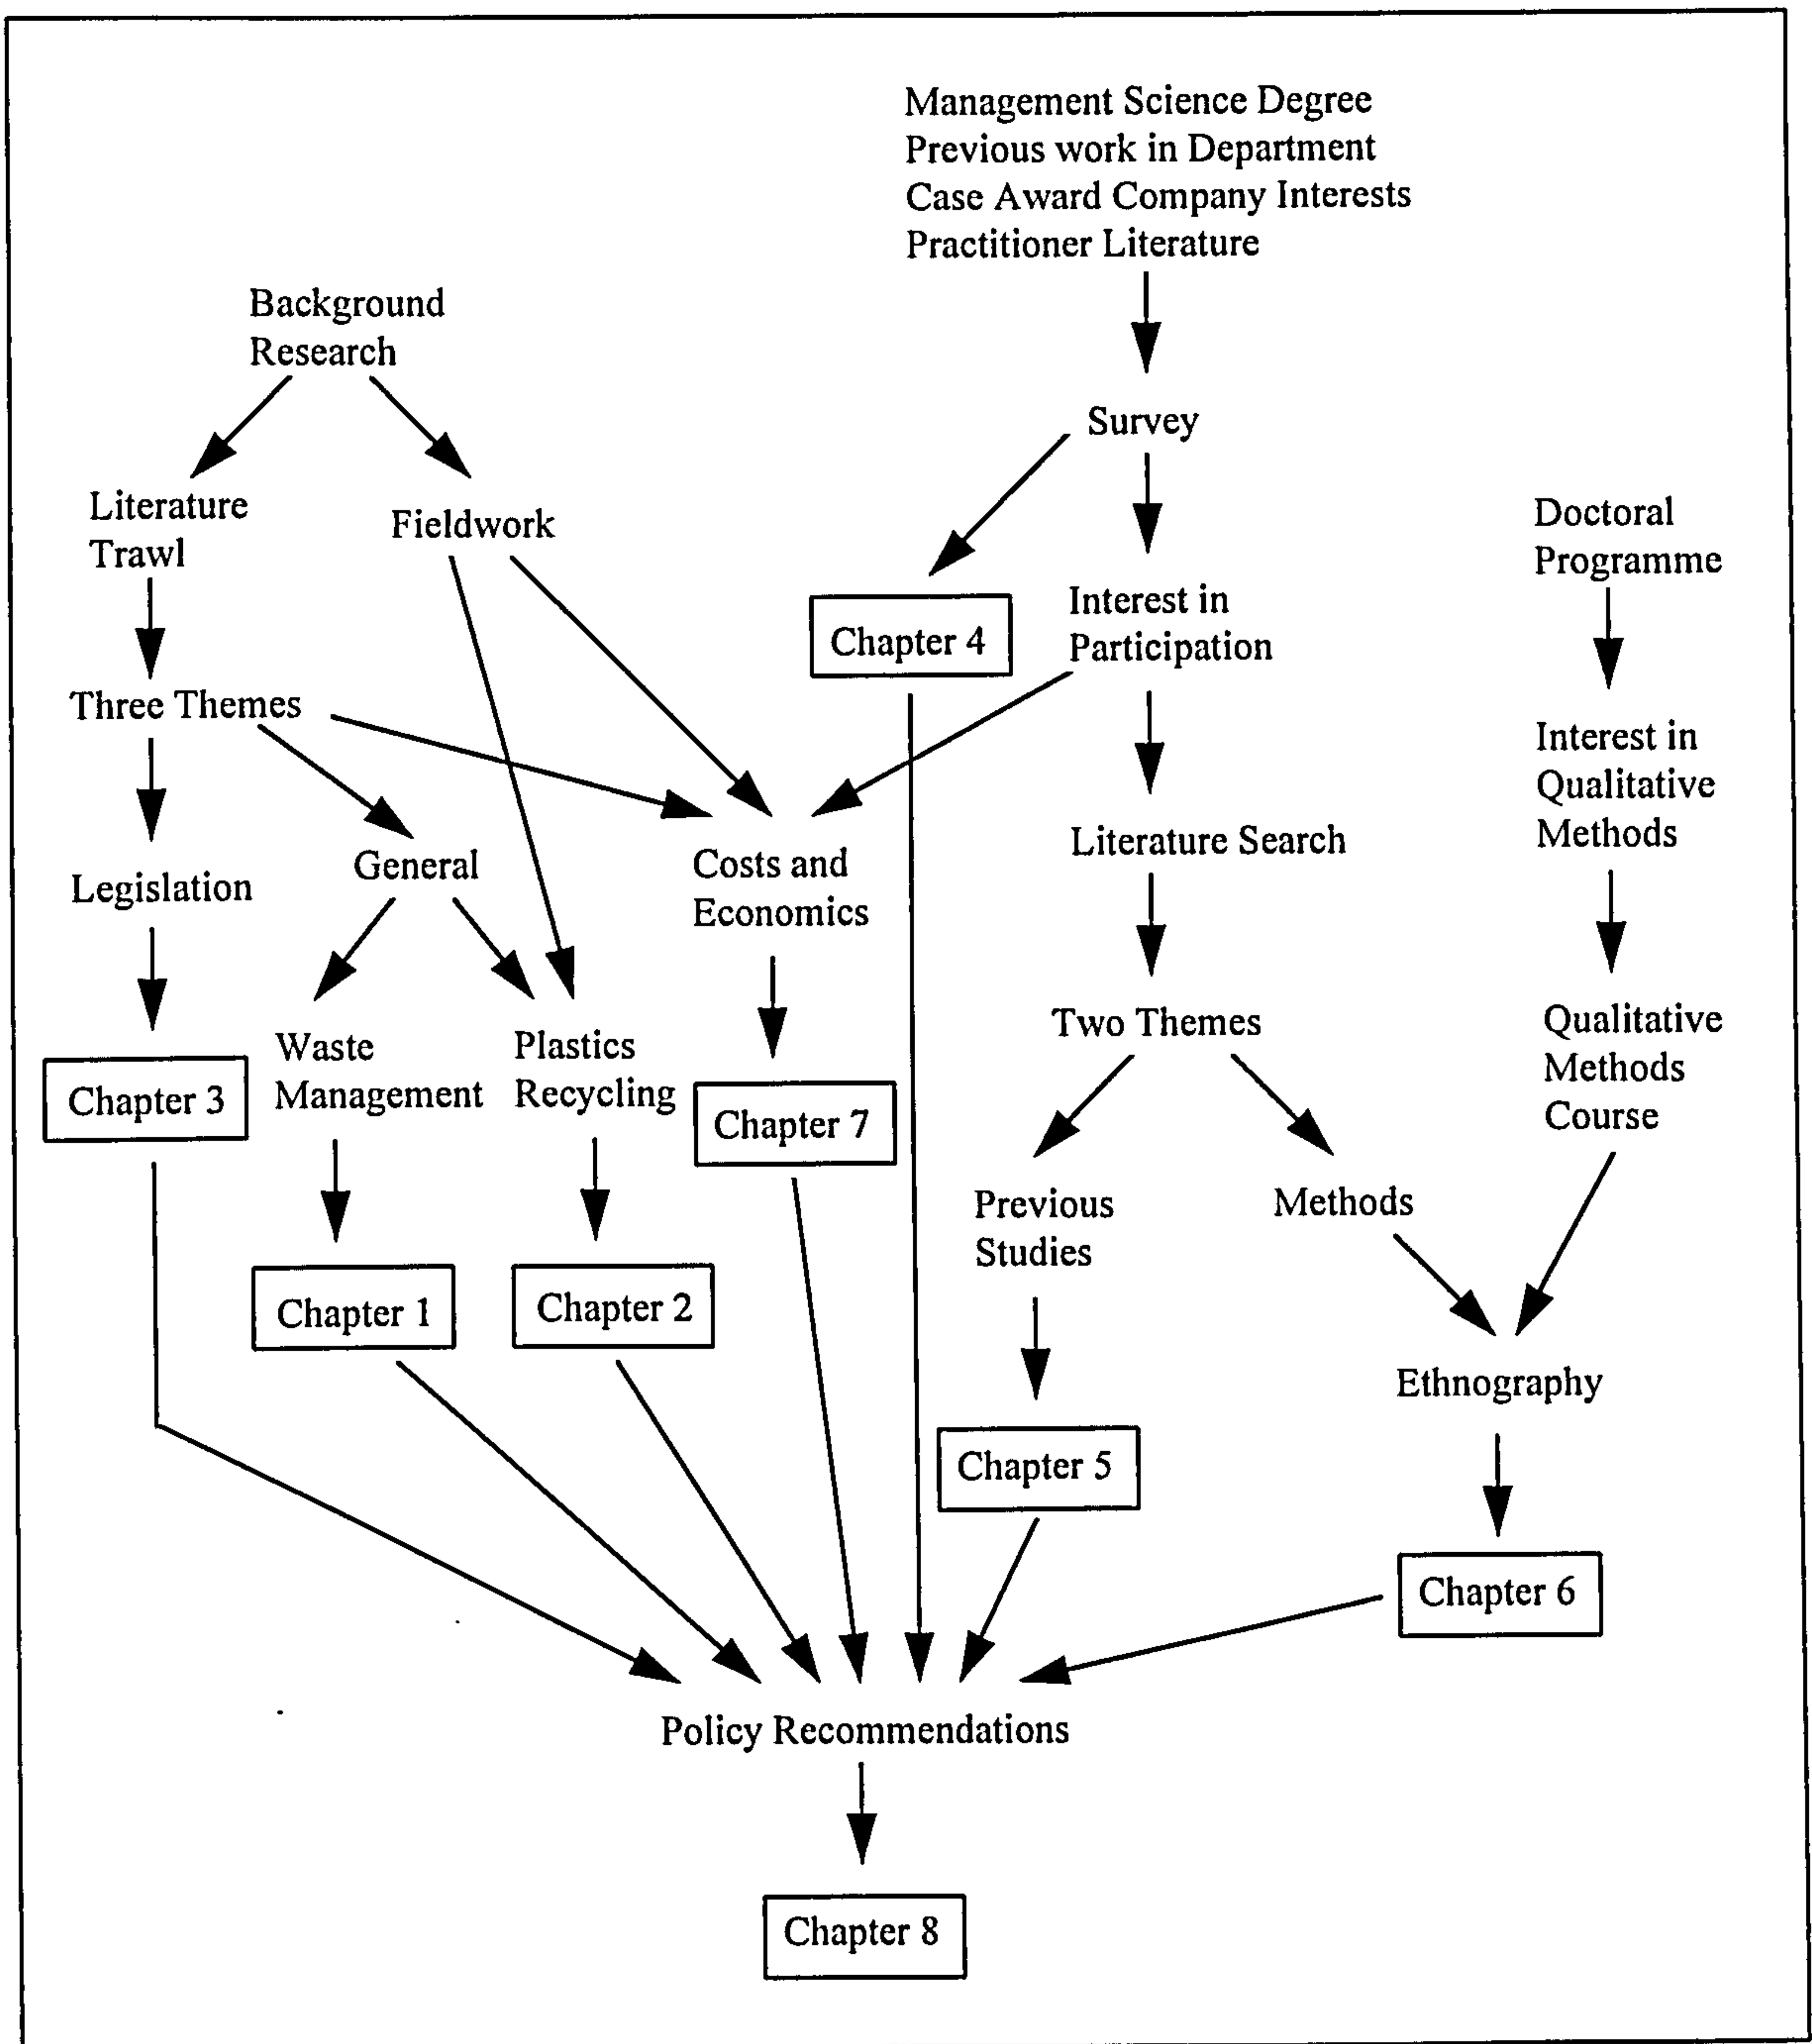 Management Science Degree
Previous work in Department
Case Award Company Interests
Practitioner Literature
Background
Research
Survey
Literature
Trawl
Fieldwork
Doctoral
Programme
Chapter 4
Interest in
Participation
Three Themes
Interest in
Qualitative
Methods
Legislation
General
Costs and
Economics
Literature Search
Waste
Management
Plastics
Recycling
Two Themes
Qualitative
Methods
Course
Chapter 3
Chapter 7
Previous
Studies
Methods
Chapter 1
Chapter 2
Ethnography
Chapter 5
Chapter 6
Policy Recommendations
Chapter 8